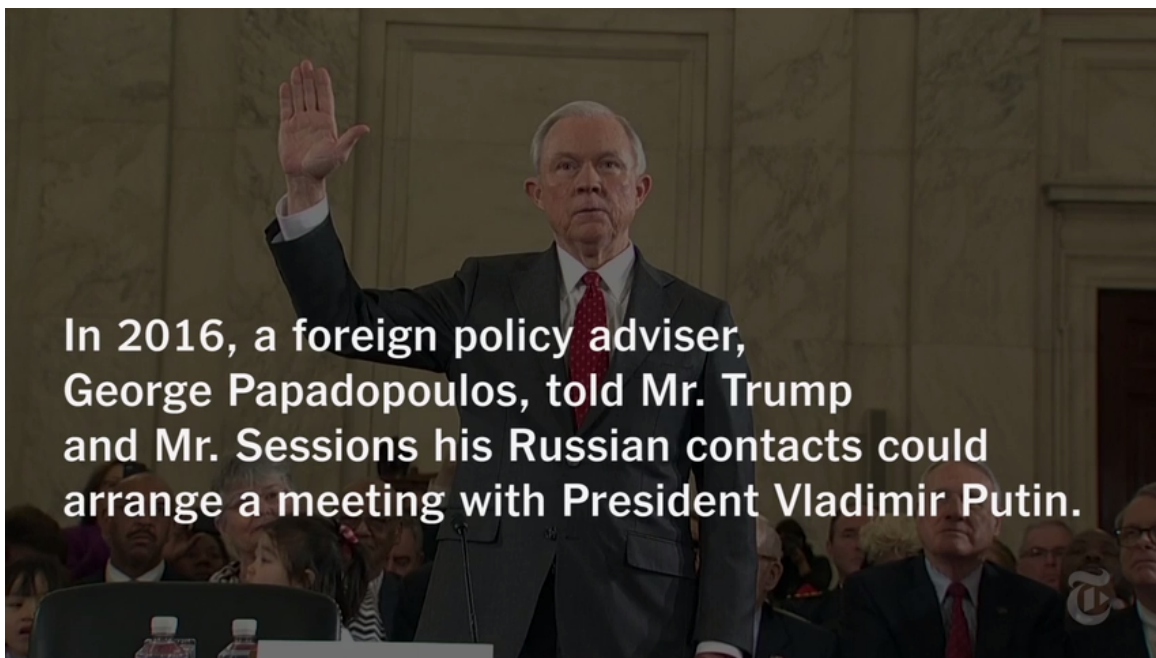 In 2016, a foreign policy adviser,
George Papadopoulos, told Mr. Trump
and Mr. Sessions his Russian contacts could
arrange a meeting with President Vladimir Putin.
T